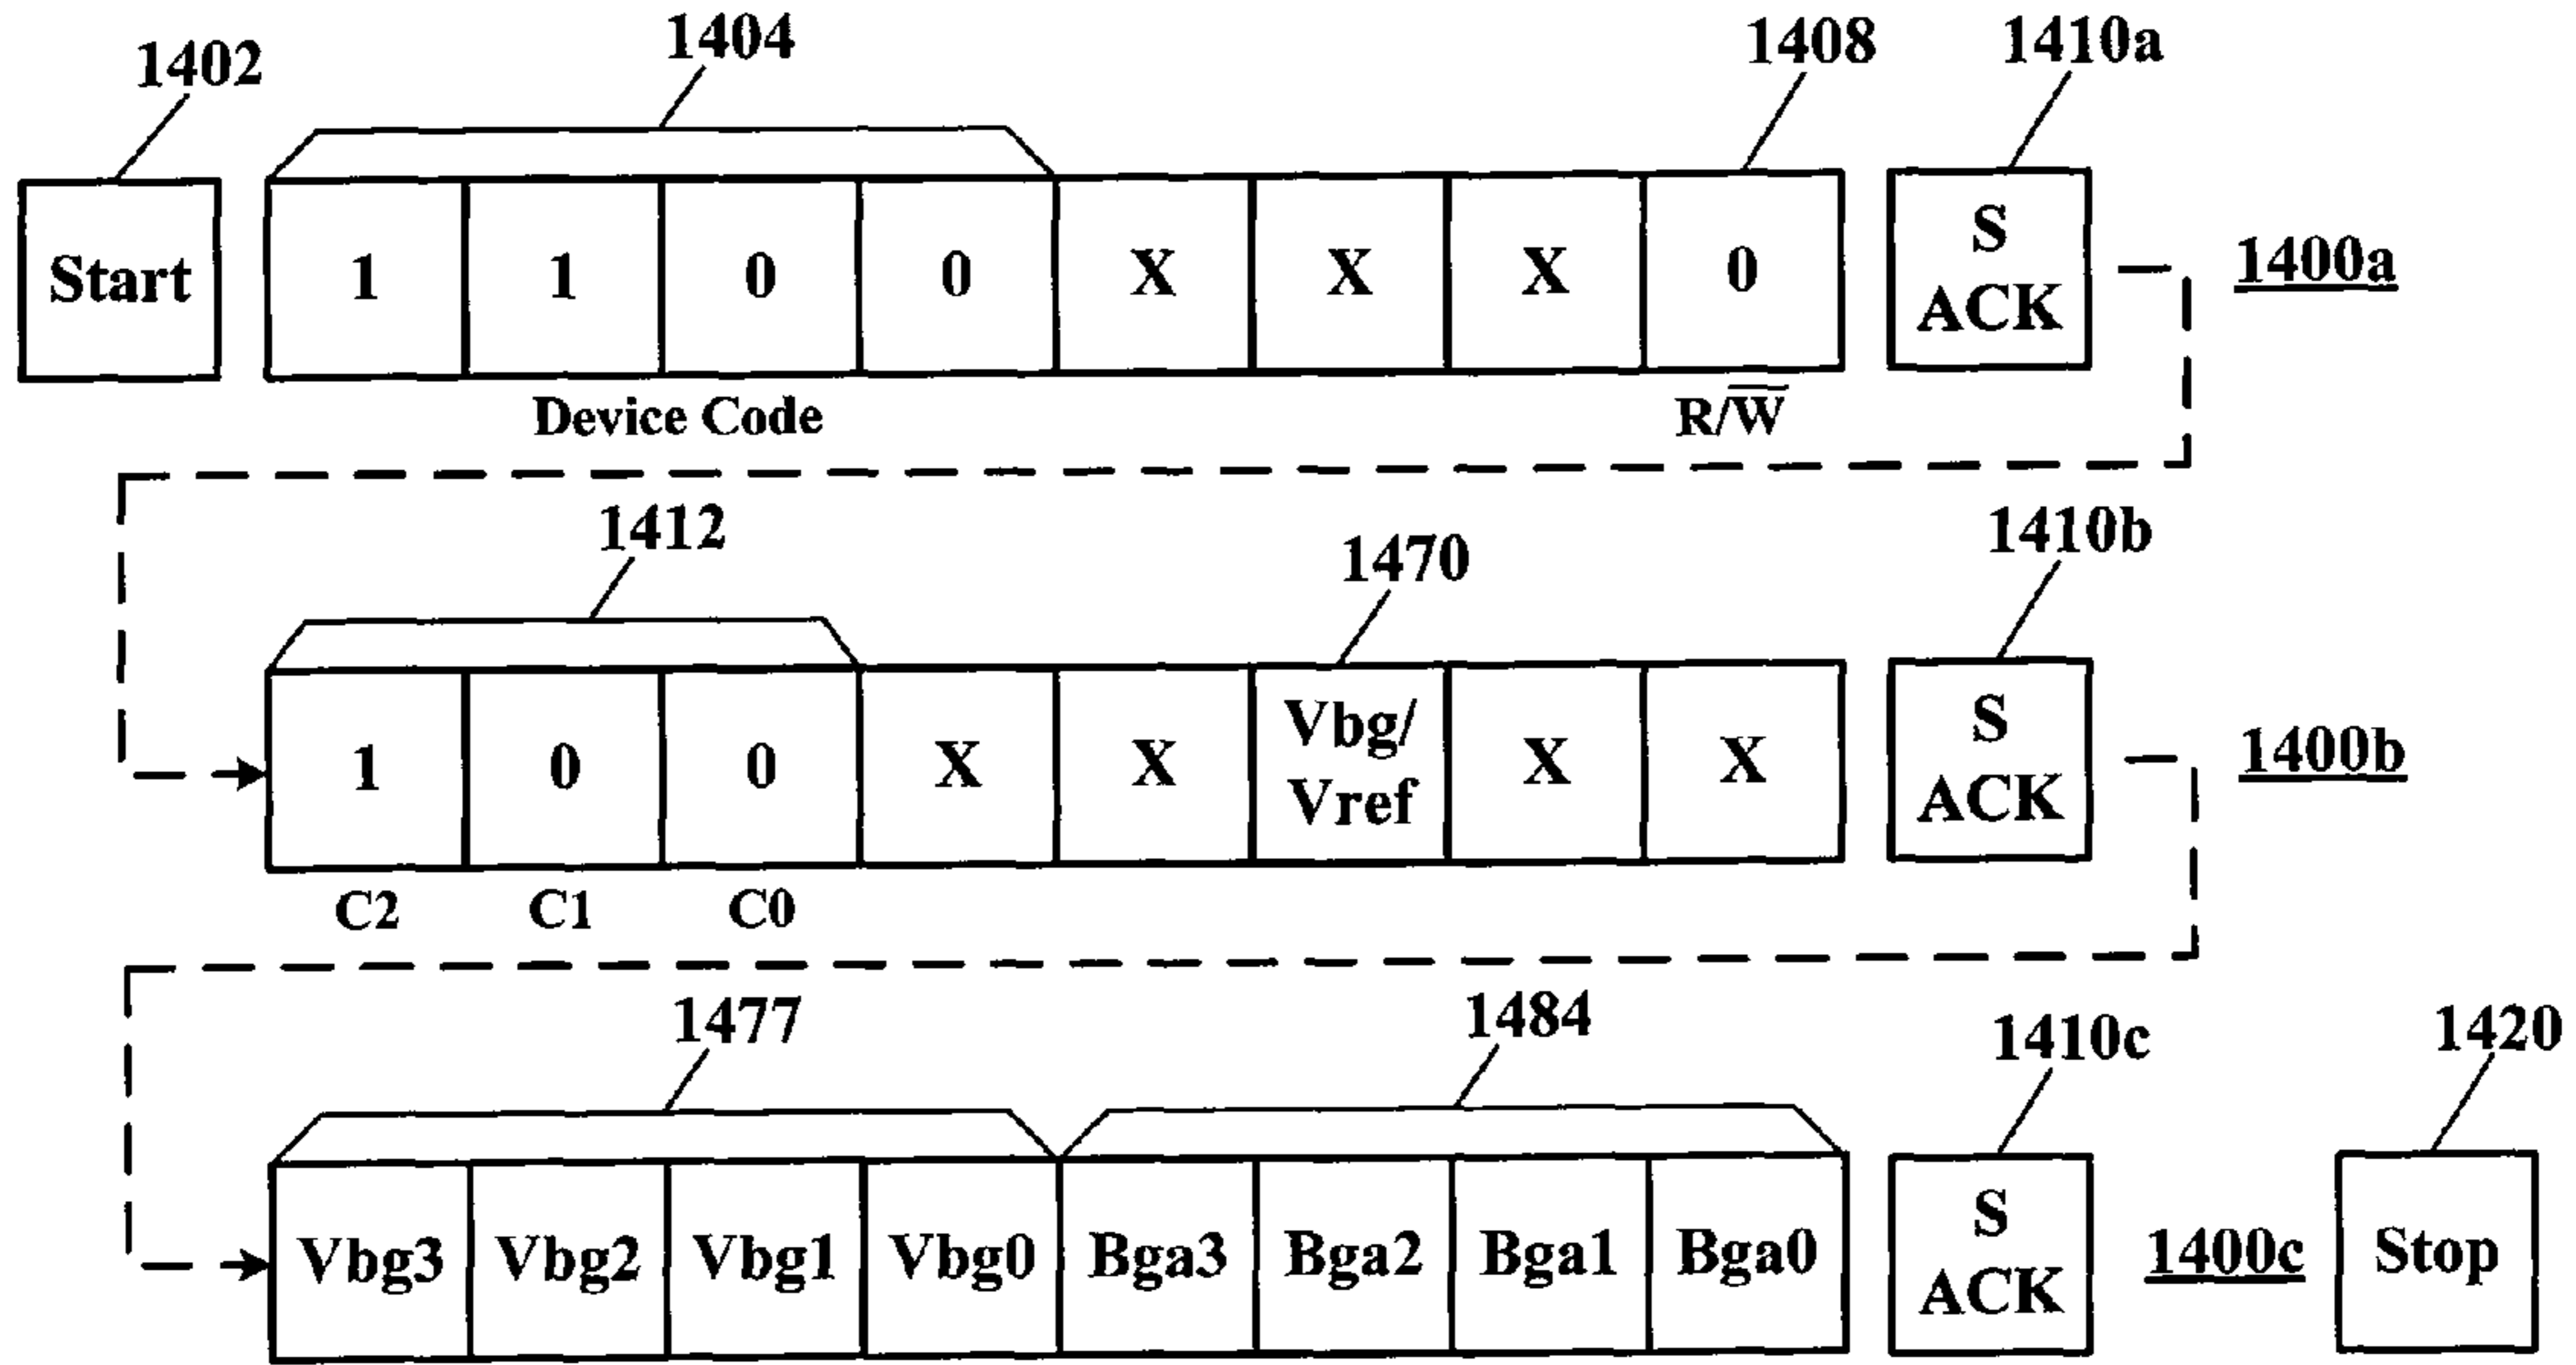 1402 1404 1408 1410a
Start 1 1 0 0 X X X 0 S ACK 1400a
Device Code R/W̅
1412 1470 1410b
1 0 0 X X Vbg/ Vref X X S ACK 1400b
C2 C1 C0
1477 1484 1410c 1420
Vbg3 Vbg2 Vbg1 Vbg0 Bga3 Bga2 Bga1 Bga0 S ACK 1400c Stop